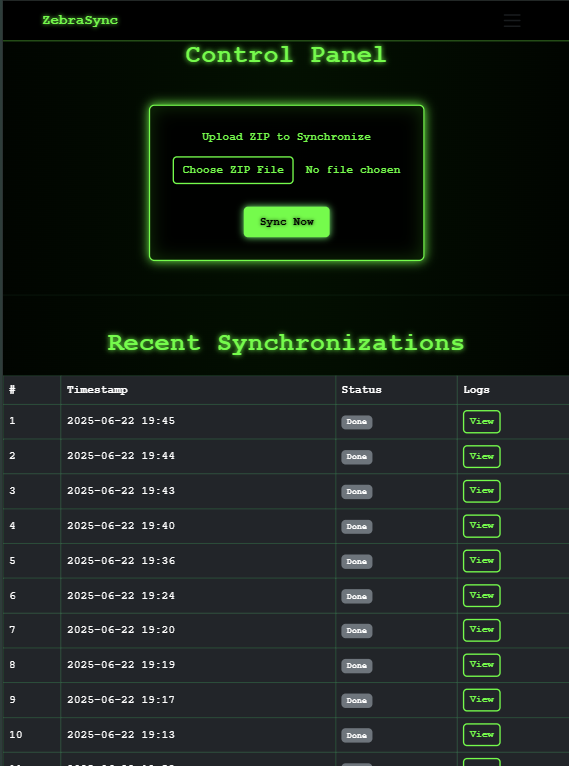 ZebraSync
Control Panel
Upload ZIP to Synchronize
Choose ZIP File No file chosen
Sync Now
Recent Synchronizations
# Timestamp Status Logs
1 2025-06-22 19:45 Done View
2 2025-06-22 19:44 Done View
3 2025-06-22 19:43 Done View
4 2025-06-22 19:40 Done View
5 2025-06-22 19:36 Done View
6 2025-06-22 19:24 Done View
7 2025-06-22 19:20 Done View
8 2025-06-22 19:19 Done View
9 2025-06-22 19:17 Done View
10 2025-06-22 19:13 Done View